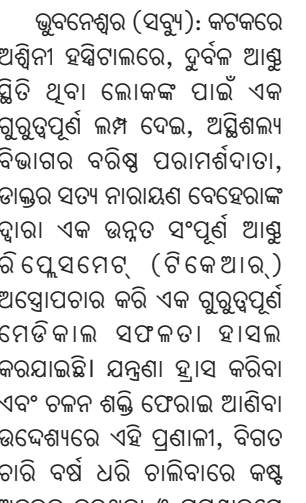 ଭୁବନେଶ୍ୱର (ସବ୍ୟୁ): କଟକରେ
ଅଶ୍ୱିନୀ ହସ୍ପିଟାଲରେ, ଦୁର୍ବଳ ଆଣ୍ଠୁ
ସ୍ଥିତି ଥିବା ଲୋକଙ୍କ ପାଇଁ ଏକ
ଗୁରୁତ୍ୱପୂର୍ଣ ଲମ୍ଫ ଦେଇ, ଅସ୍ଥିଶଲ୍ୟ
ବିଭାଗର ବରିଷ୍ଠ ପରାମର୍ଶଦାତା,
ଡାକ୍ତର ସତ୍ୟ ନାରାୟଣ ବେହେରାଙ୍କ
ଦ୍ୱାରା ଏକ ଉନ୍ନତ ସଂପୂର୍ଣ ଆଣ୍ଠୁ
ରିପ୍ଲେସମେଟ୍ (ଟିକେଆର୍)
ଅସ୍ତ୍ରୋପଚାର କରି ଏକ ଗୁରୁତ୍ୱପୂର୍ଣ
ମେଡିକାଲ ସଫଳତା ହାସଲ
କରଯାଇଛି। ଯନ୍ତ୍ରଣା ହ୍ରାସ କରିବା
ଏବଂ ଚଳନ ଶକ୍ତି ଫେରାଇ ଆଣିବା
ଉଦ୍ଦେଶ୍ୟରେ ଏହି ପ୍ରଣାଳୀ, ବିଗତ
ଚାରି ବର୍ଷ ଧରି ଚାଲିବାରେ କଷ୍ଟ